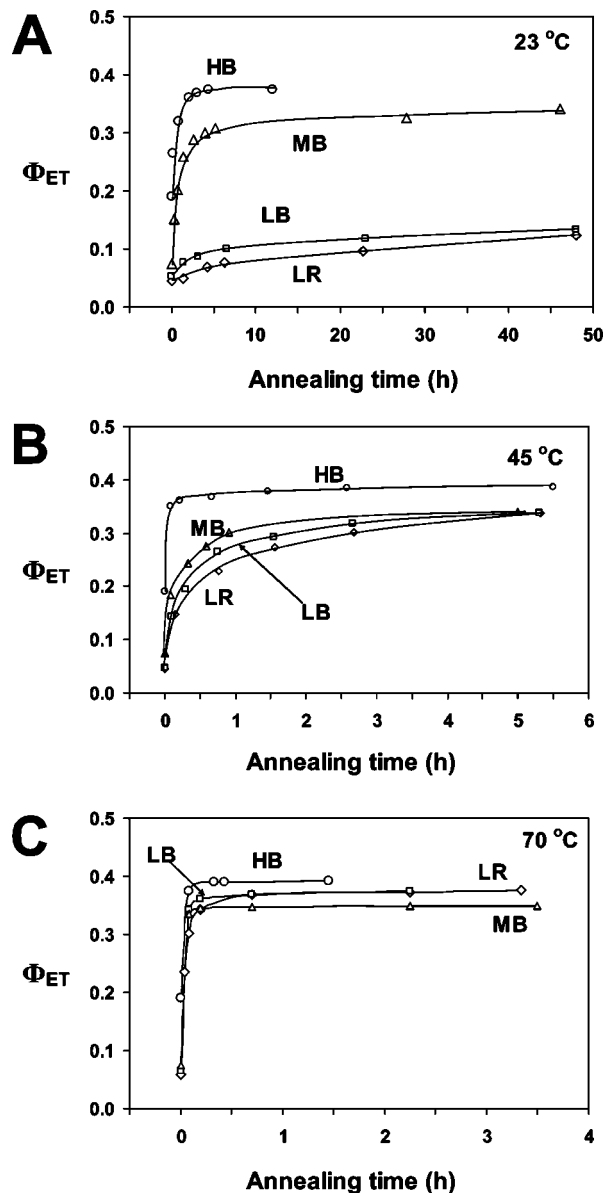 A
23 °C
0.5
0.4
0.3
0.2
0.1
0.0
Φ_ET
HB
MB
LB
LR
0 10 20 30 40 50
Annealing time (h)
B
45 °C
0.5
0.4
0.3
0.2
0.1
0.0
Φ_ET
HB
MB
LB
LR
0 1 2 3 4 5 6
Annealing time (h)
C
70 °C
0.5
0.4
0.3
0.2
0.1
0.0
Φ_ET
LB
HB
LR
MB
0 1 2 3 4
Annealing time (h)